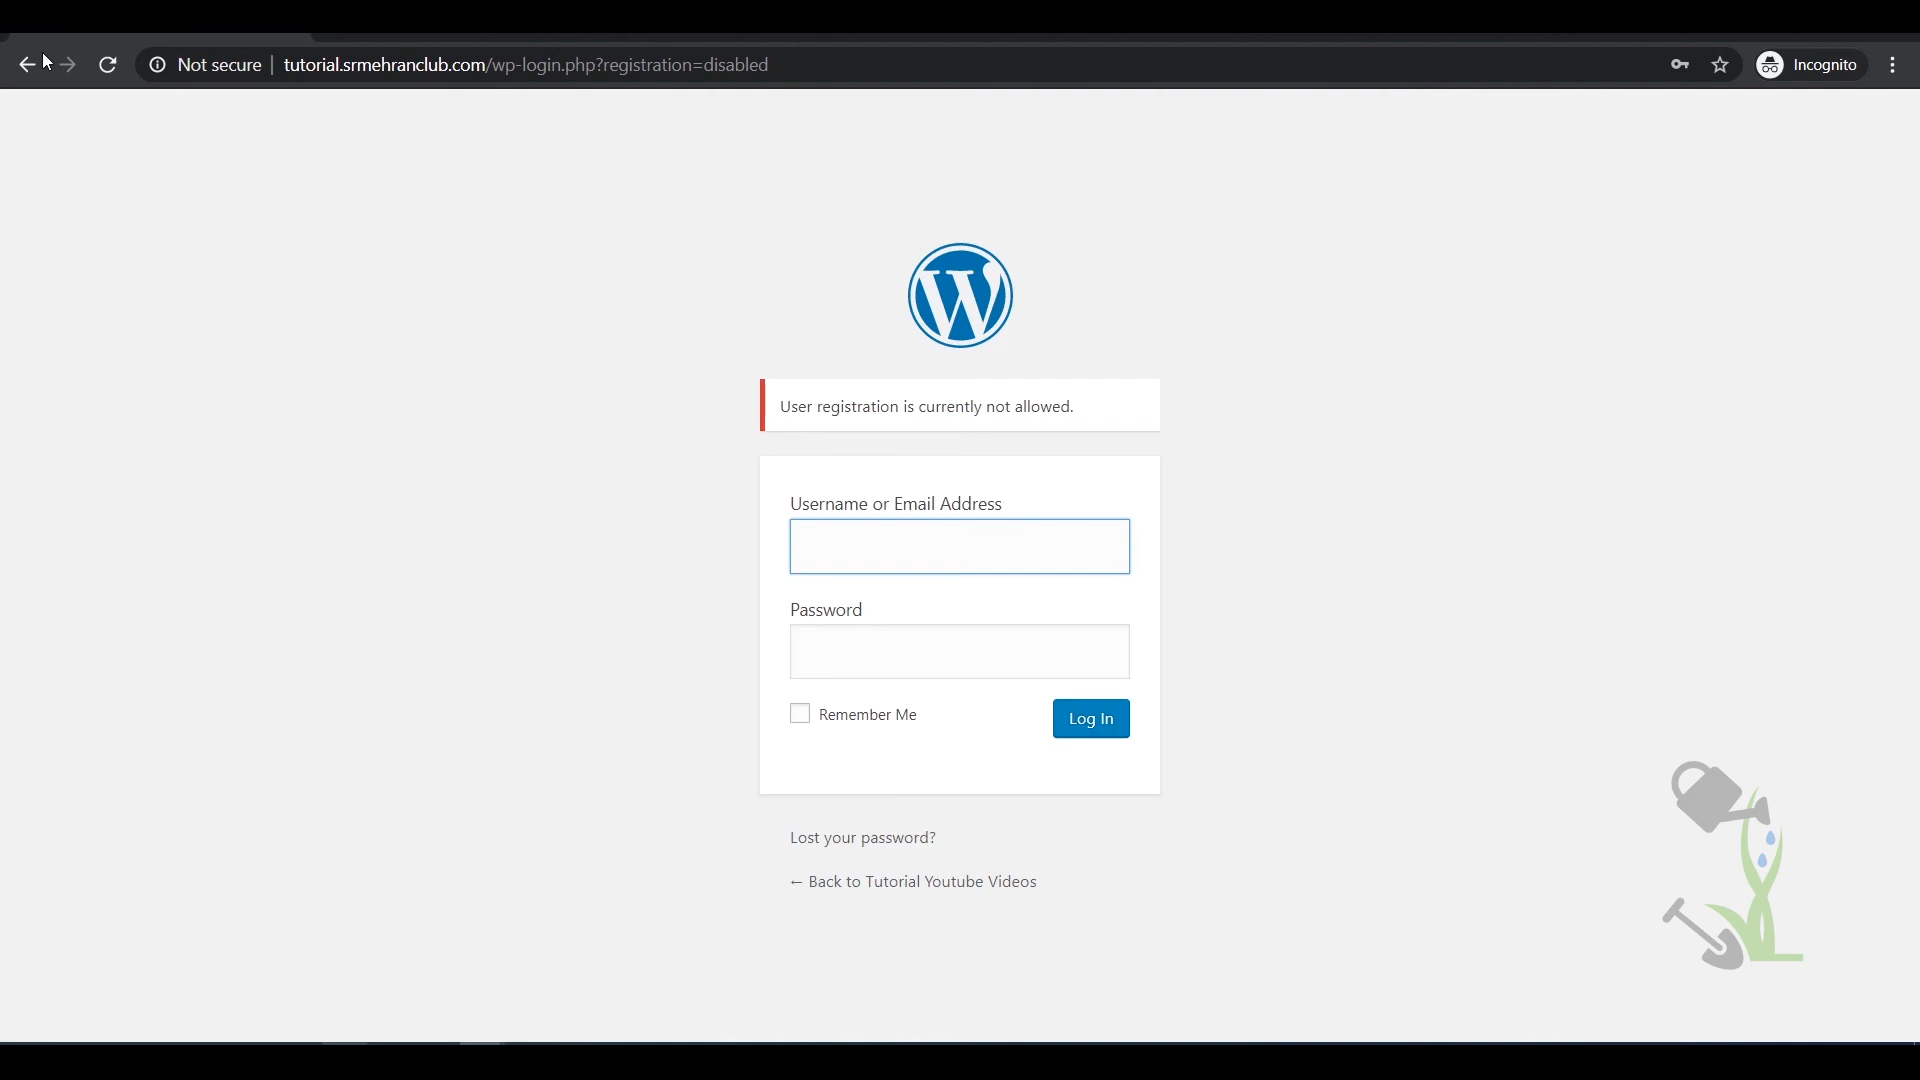 Not secure | tutorial.srmehranclub.com/wp-login.php?registration=disabled
Incognito
User registration is currently not allowed.
Username or Email Address
Password
Remember Me
Log In
Lost your password?
← Back to Tutorial Youtube Videos